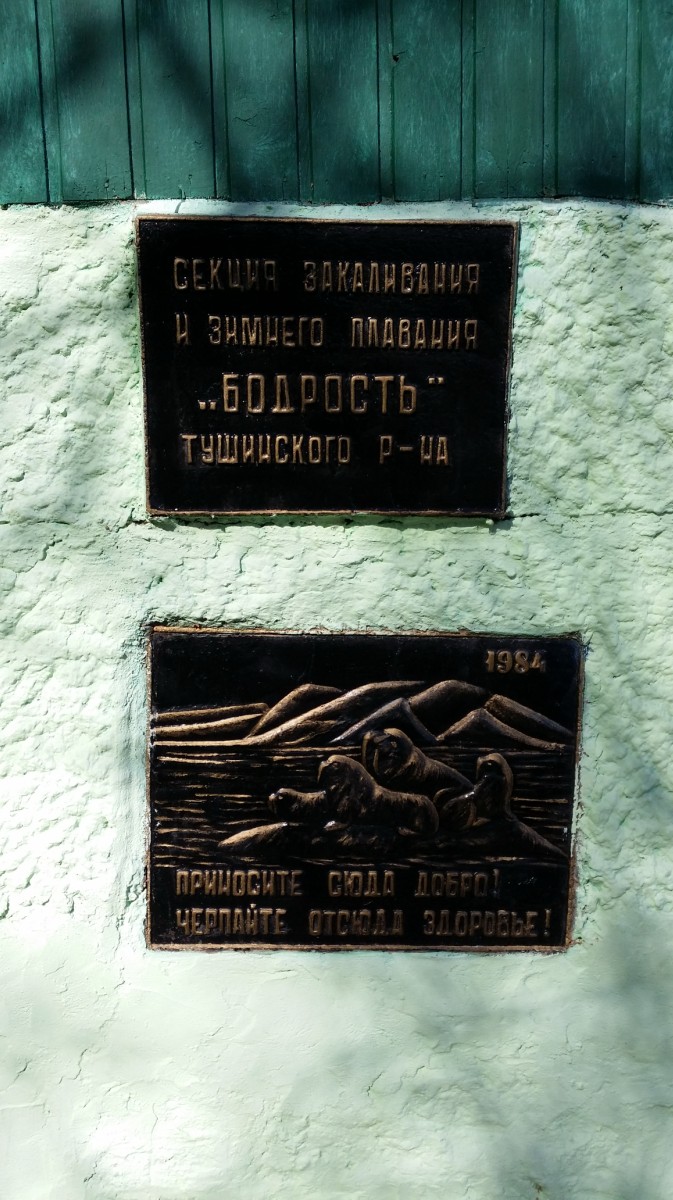 СЕКЦИЯ ЗАКАЛИВАНИЯ
И ЗИМНЕГО ПЛАВАНИЯ
„БОДРОСТЬ"
ТУШИНСКОГО Р-НА
1984
ПРИНОСИТЕ СЮДА ДОБРО!
ЧЕРПАЙТЕ ОТСЮДА ЗДОРОВЬЕ!